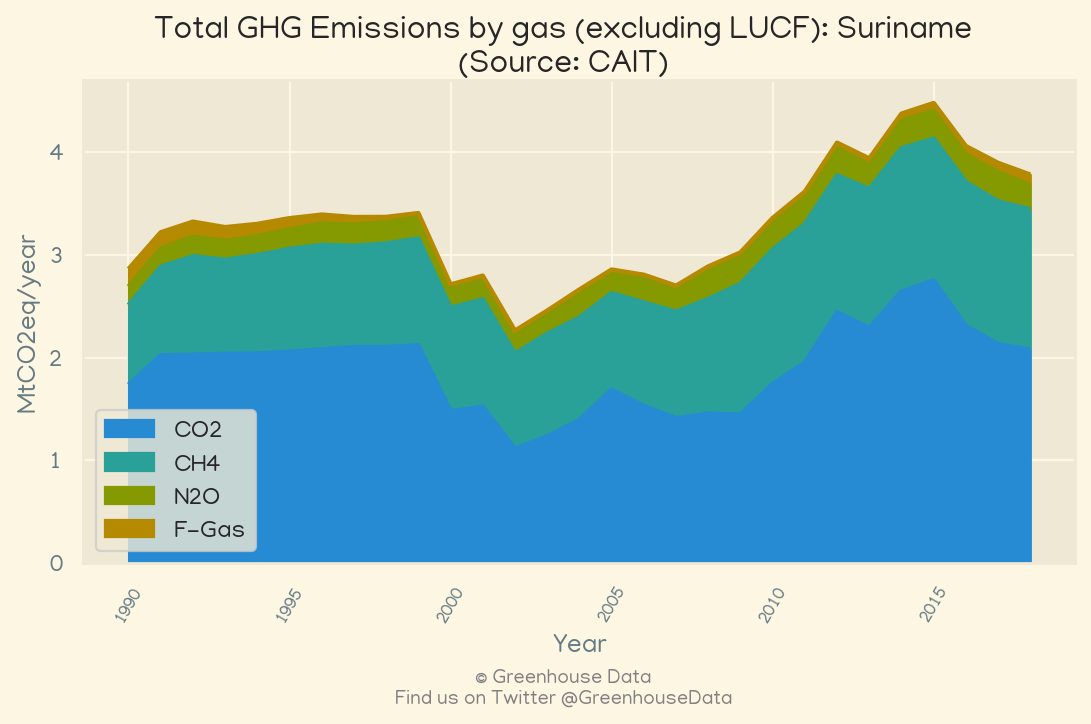 Total GHG Emissions by gas (excluding LUCF): Suriname
(Source: CAIT)
MtCO2eq/year
4
3
2
1
0
CO2
CH4
N2O
F-Gas
1990
1995
2000
2005
2010
2015
Year
© Greenhouse Data
Find us on Twitter @GreenhouseData